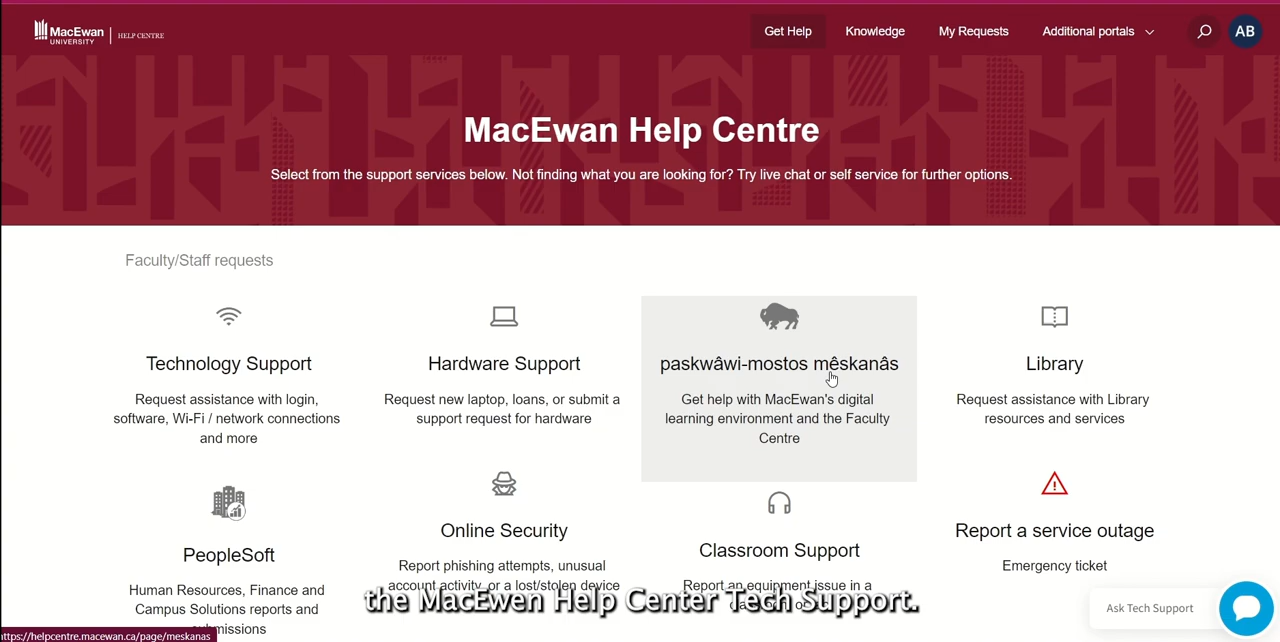 MacEwan
UNIVERSITY
HELP CENTRE
Get Help
Knowledge
My Requests
Additional portals
AB
MacEwan Help Centre
Select from the support services below. Not finding what you are looking for? Try live chat or self service for further options.
Faculty/Staff requests
Technology Support
Request assistance with login,
software, Wi-Fi / network connections
and more
Hardware Support
Request new laptop, loans, or submit a
support request for hardware
paskwâwi-mostos mêskanâs
Get help with MacEwan's digital
learning environment and the Faculty
Centre
Library
Request assistance with Library
resources and services
PeopleSoft
Human Resources, Finance and
Campus Solutions reports and
Online Security
Report phishing attempts, unusual
account activity, or a lost/stolen device
Classroom Support
Report an equipment issue in a
Report a service outage
Emergency ticket
the MacEwen Help Center Tech Support.
Ask Tech Support
https://helpcentre.macewan.ca/page/meskanas